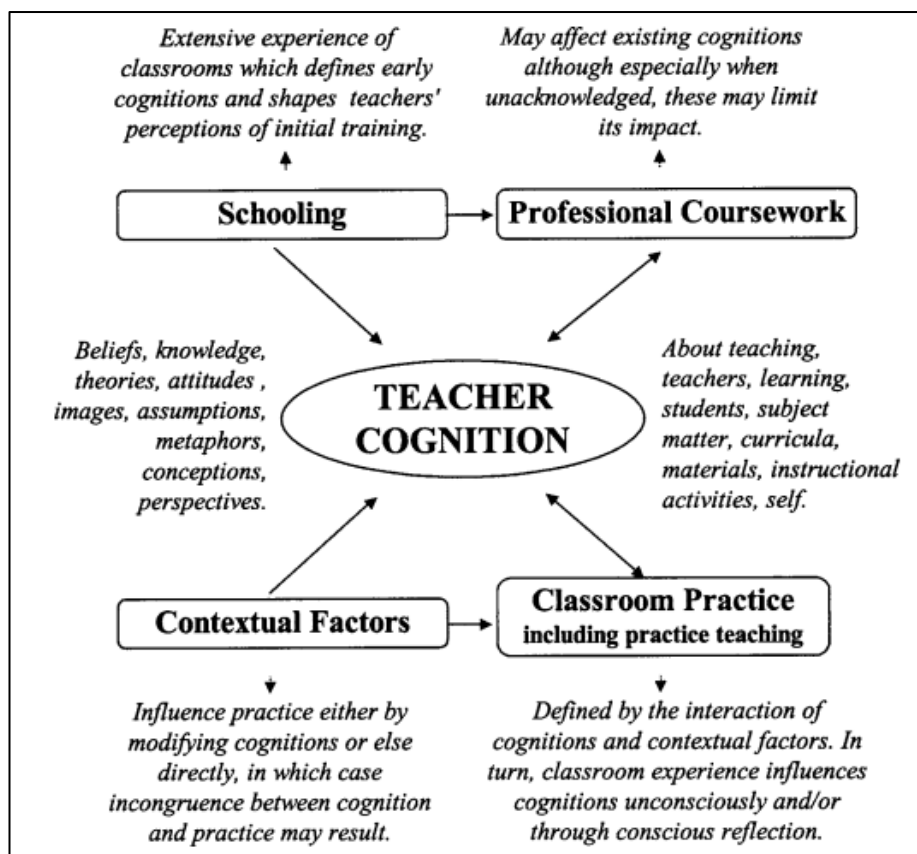 Extensive experience of
classrooms which defines early
cognitions and shapes teachers'
perceptions of initial training.
May affect existing cognitions
although especially when
unacknowledged, these may limit
its impact.
Schooling
Professional Coursework
Beliefs, knowledge,
theories, attitudes ,
images, assumptions,
metaphors,
conceptions,
perspectives.
TEACHER
COGNITION
About teaching,
teachers, learning,
students, subject
matter, curricula,
materials, instructional
activities, self.
Contextual Factors
Classroom Practice
including practice teaching
Influence practice either by
modifying cognitions or else
directly, in which case
incongruence between cognition
and practice may result.
Defined by the interaction of
cognitions and contextual factors. In
turn, classroom experience influences
cognitions unconsciously and/or
through conscious reflection.